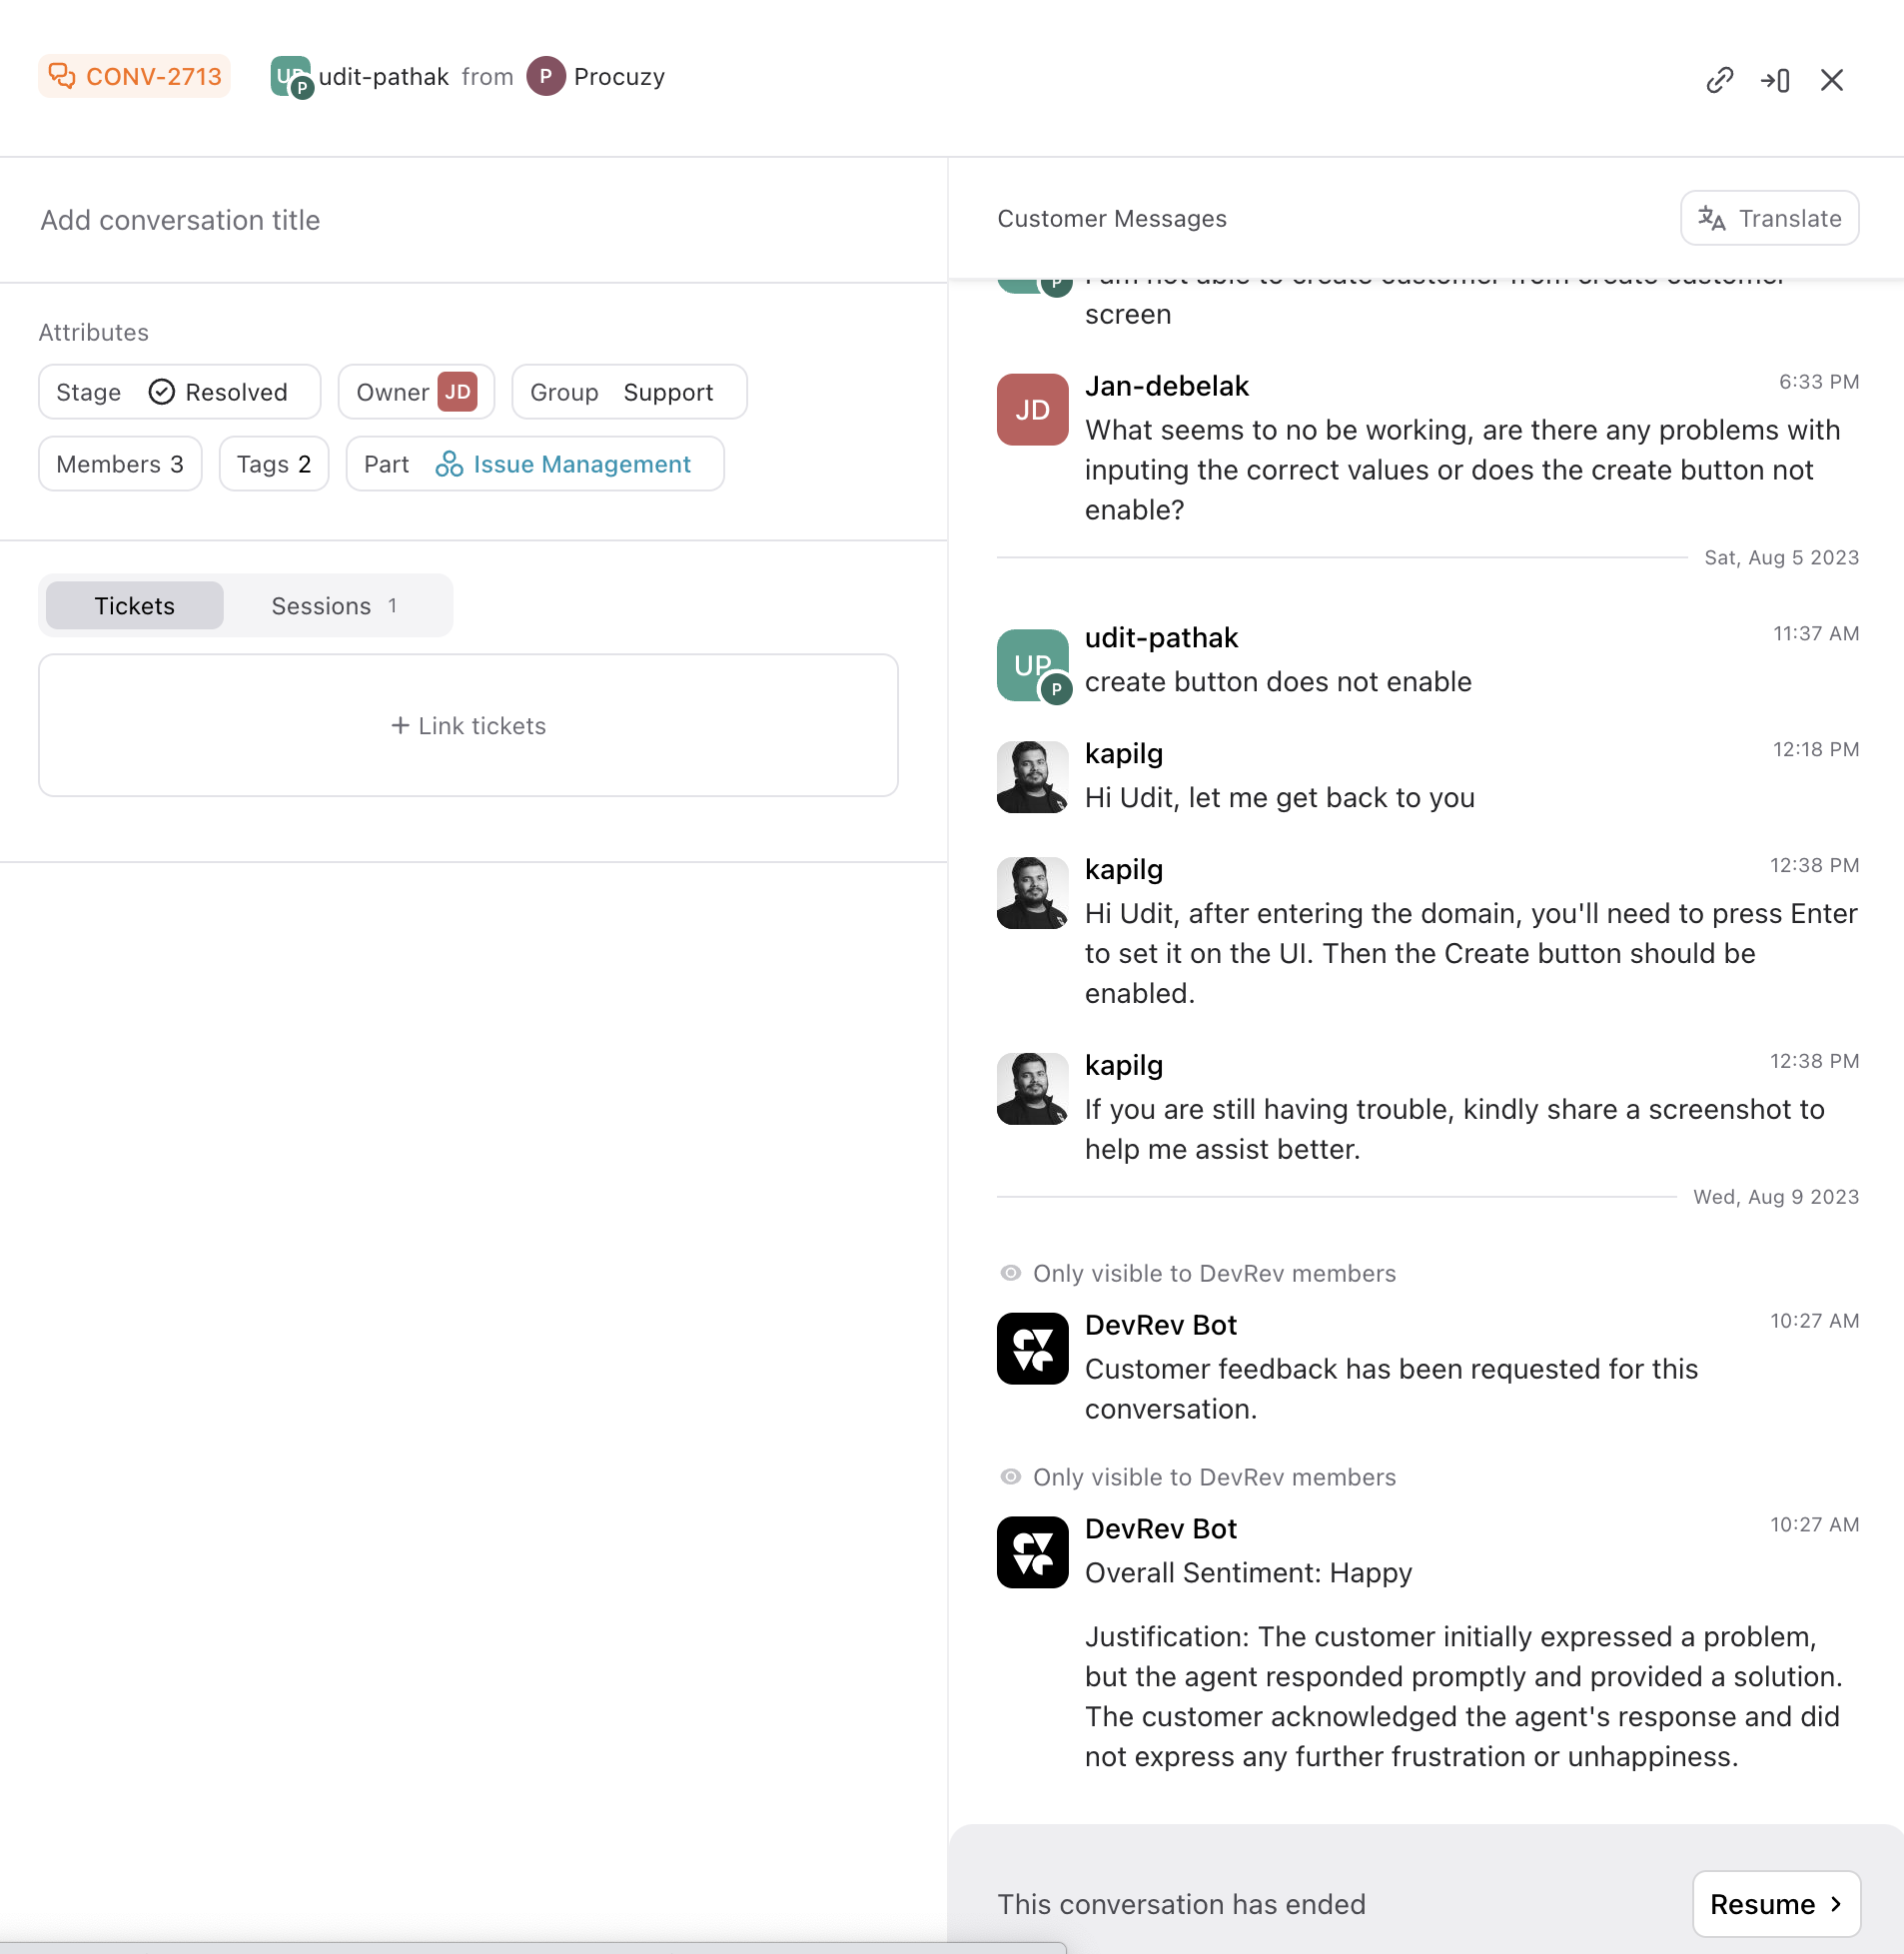 CONV-2713
UP
P
udit-pathak from
P
Procuzy
Add conversation title
Attributes
Stage Resolved
Owner JD
Group Support
Members 3
Tags 2
Part Issue Management
Tickets
Sessions 1
+ Link tickets
Customer Messages
Translate
P
I am not able to create customer from create customer
screen
JD
Jan-debelak
6:33 PM
What seems to no be working, are there any problems with
inputing the correct values or does the create button not
enable?
Sat, Aug 5 2023
UP
P
udit-pathak
11:37 AM
create button does not enable
kapilg
12:18 PM
Hi Udit, let me get back to you
kapilg
12:38 PM
Hi Udit, after entering the domain, you'll need to press Enter
to set it on the UI. Then the Create button should be
enabled.
kapilg
12:38 PM
If you are still having trouble, kindly share a screenshot to
help me assist better.
Wed, Aug 9 2023
Only visible to DevRev members
DevRev Bot
10:27 AM
Customer feedback has been requested for this
conversation.
Only visible to DevRev members
DevRev Bot
10:27 AM
Overall Sentiment: Happy
Justification: The customer initially expressed a problem,
but the agent responded promptly and provided a solution.
The customer acknowledged the agent's response and did
not express any further frustration or unhappiness.
This conversation has ended
Resume